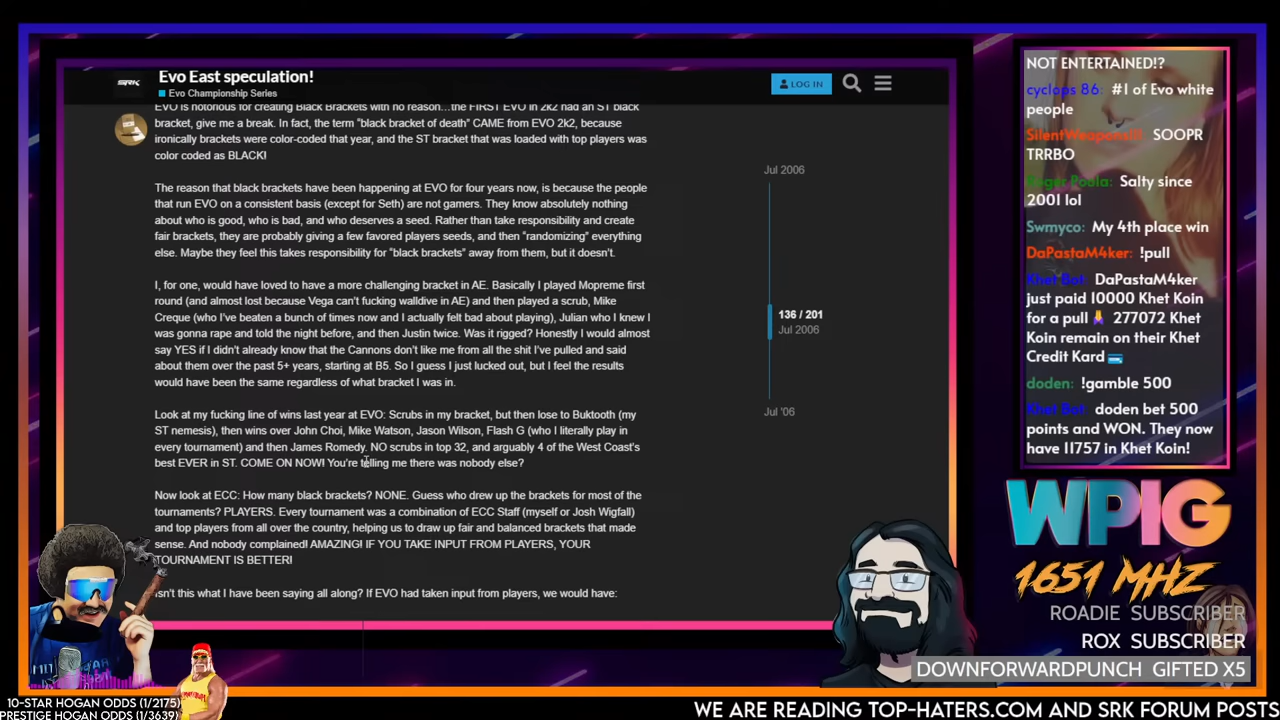 SRK
Evo East speculation!
Evo Championship Series
LOG IN
EVO is notorious for creating Black Brackets with no reason...the FIRST EVO in 2k2 had an ST black
bracket, give me a break. In fact, the term "black bracket of death" CAME from EVO 2k2, because
ironically brackets were color-coded that year, and the ST bracket that was loaded with top players was
color coded as BLACK!
The reason that black brackets have been happening at EVO for four years now, is because the people
that run EVO on a consistent basis (except for Seth) are not gamers. They know absolutely nothing
about who is good, who is bad, and who deserves a seed. Rather than take responsibility and create
fair brackets, they are probably giving a few favored players seeds, and then "randomizing" everything
else. Maybe they feel this takes responsibility for "black brackets" away from them, but it doesn't.
I, for one, would have loved to have a more challenging bracket in AE. Basically I played Mopreme first
round (and almost lost because Vega can't fucking walldive in AE) and then played a scrub, Mike
Creque (who I've beaten a bunch of times now and I actually felt bad about playing), Julian who I knew I
was gonna rape and told the night before, and then Justin twice. Was it rigged? Honestly I would almost
say YES if I didn't already know that the Cannons don't like me from all the shit I've pulled and said
about them over the past 5+ years, starting at B5. So I guess I just lucked out, but I feel the results
would have been the same regardless of what bracket I was in.
Look at my fucking line of wins last year at EVO: Scrubs in my bracket, but then lose to Buktooth (my
ST nemesis), then wins over John Choi, Mike Watson, Jason Wilson, Flash G (who I literally play in
every tournament) and then James Romedy. NO scrubs in top 32, and arguably 4 of the West Coast's
best EVER in ST. COME ON NOW! You're telling me there was nobody else?
Now look at ECC: How many black brackets? NONE. Guess who drew up the brackets for most of the
tournaments? PLAYERS. Every tournament was a combination of ECC Staff (myself or Josh Wigfall)
and top players from all over the country, helping us to draw up fair and balanced brackets that made
sense. And nobody complained! AMAZING! IF YOU TAKE INPUT FROM PLAYERS, YOUR
TOURNAMENT IS BETTER!
Isn't this what I have been saying all along? If EVO had taken input from players, we would have:
Jul 2006
136 / 201
Jul 2006
Jul '06
NOT ENTERTAINED!?
cyclops 86: #1 of Evo white
people
SOOPR
TRRBO
Roger Poola: Salty since
2001 lol
Swmyco: My 4th place win
DaPastaM4ker: !pull
Khet Bot: DaPastaM4ker
just paid 10000 Khet Koin
for a pull 277072 Khet
Koin remain on their Khet
Credit Kard
doden: !gamble 500
Khet Bot: doden bet 500
points and WON. They now
have 11757 in Khet Koin!
WPIG
1651 MHZ
ROADIE SUBSCRIBER
ROX SUBSCRIBER
DOWNFORWARDPUNCH GIFTED X5
10-STAR HOGAN ODDS (1/2175)
PRESTIGE HOGAN ODDS (1/3639)
WE ARE READING TOP-HATERS.COM AND SRK FORUM POSTS